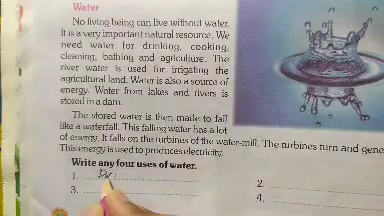 Water
No living being can live without water.
It is a very important natural resource. We
need water for drinking, cooking,
cleaning, bathing and agriculture. The
river water is used for irrigating the
agricultural land. Water is also a source of
energy. Water from lakes and rivers is
stored in a dam.
The stored water is then made to fall
like a waterfall. This falling water has a lot
of energy. It falls on the turbines of the water-mill. The turbines turn and gene
This energy is used to produces electricity.
Write any four uses of water.
1.
2.
3.
4.